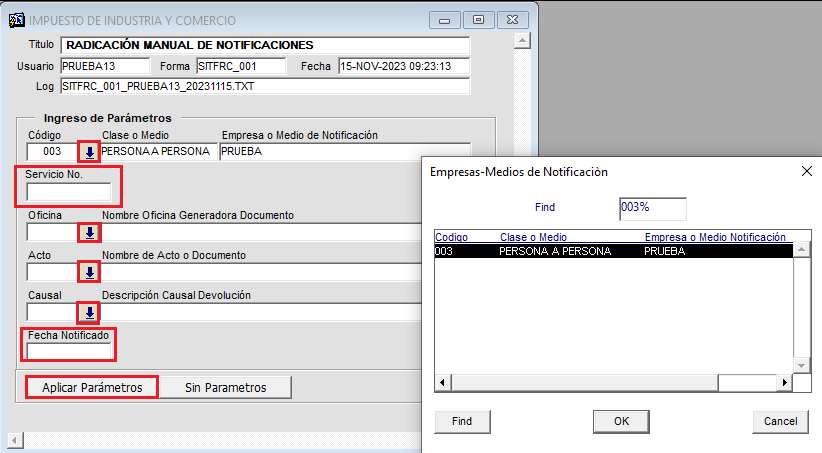 IMPUESTO DE INDUSTRIA Y COMERCIO
Titulo RADICACIÓN MANUAL DE NOTIFICACIONES
Usuario PRUEBA13 Forma SITFRC_001 Fecha 15-NOV-2023 09:23:13
Log SITFRC_001_PRUEBA13_20231115.TXT
Ingreso de Parámetros
Código Clase o Medio Empresa o Medio de Notificación
003 PERSONA A PERSONA PRUEBA
Servicio No.
Oficina Nombre Oficina Generadora Documento
Acto Nombre de Acto o Documento
Causal Descripción Causal Devolución
Fecha Notificado
Aplicar Parámetros Sin Parametros
Empresas-Medios de Notificaciòn
Find 003%
Codigo Clase o Medio Empresa o Medio Notificación
003 PERSONA A PERSONA PRUEBA
Find OK Cancel